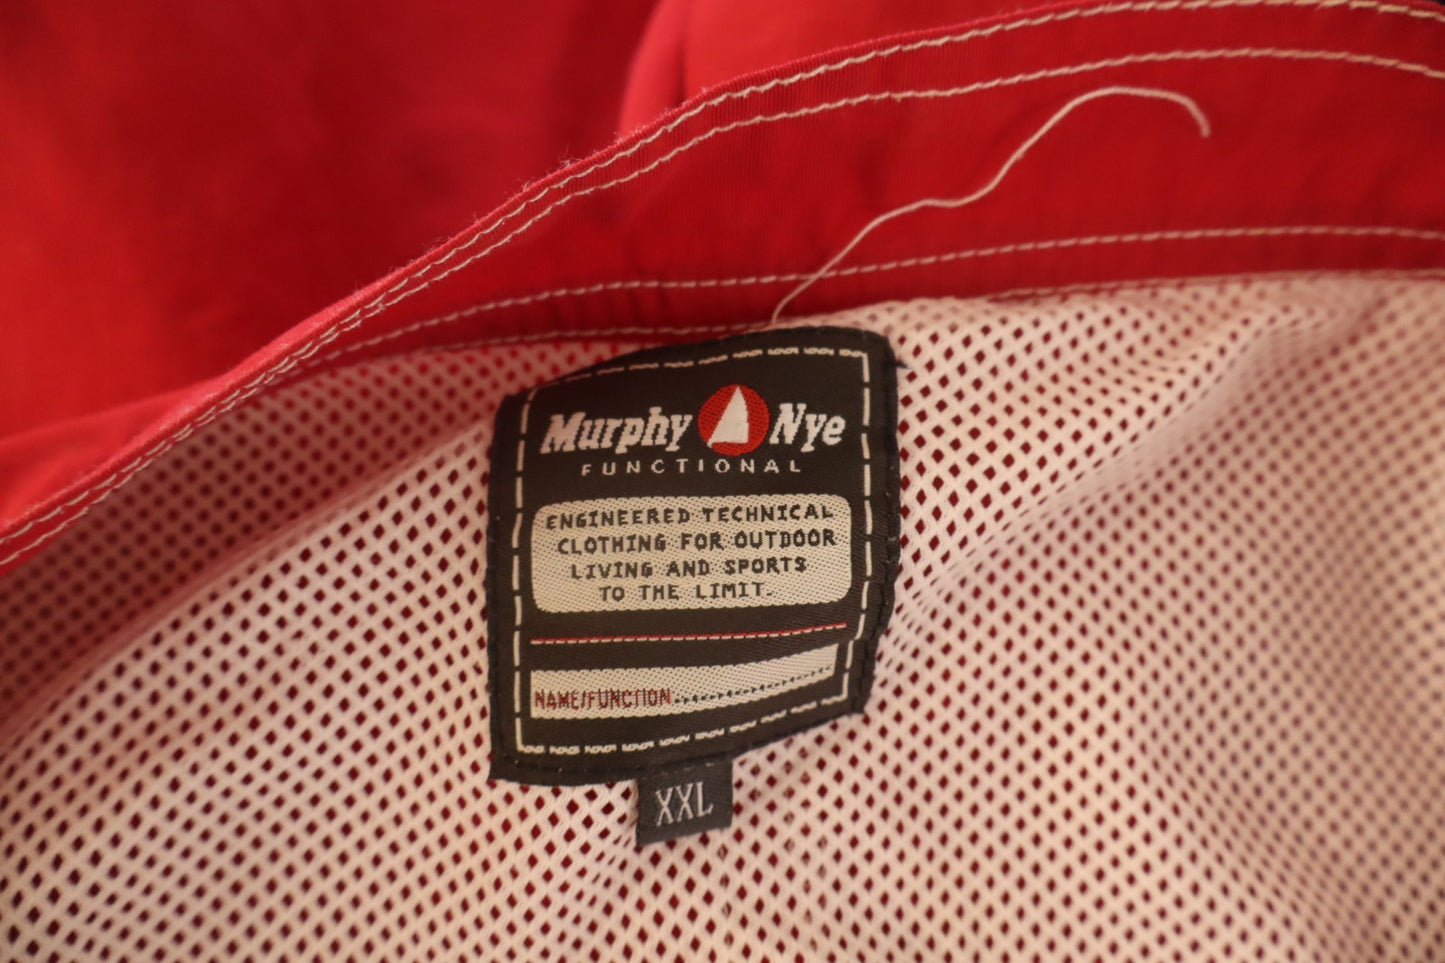 Murphy Nye
FUNCTIONAL
ENGINEERED TECHNICAL
CLOTHING FOR OUTDOOR
LIVING AND SPORTS
TO THE LIMIT.
NAME/FUNCTION..................
XXL